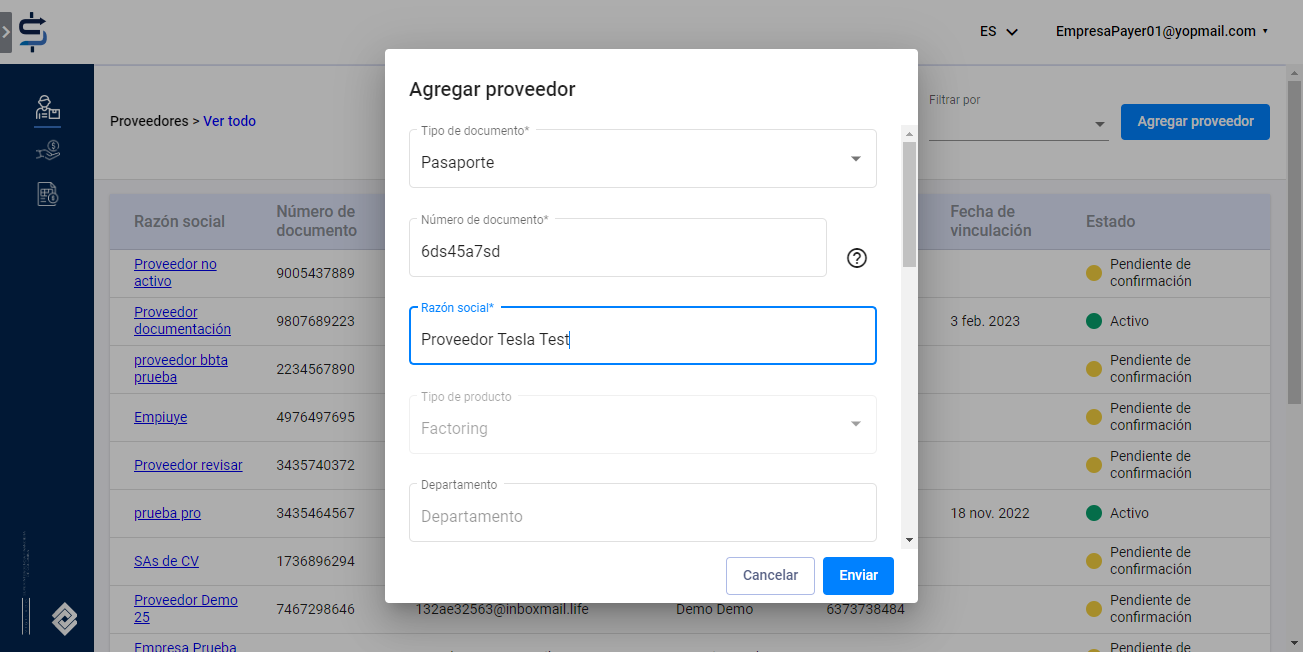 ES
EmpresaPayer01@yopmail.com
Proveedores > Ver todo
Filtrar por
Agregar proveedor
Razón social
Número de
documento
Fecha de
vinculación
Estado
Proveedor no
activo
9005437889
Pendiente de
confirmación
Proveedor
documentación
9807689223
3 feb. 2023
Activo
proveedor bbta
prueba
2234567890
Pendiente de
confirmación
Empiuye
4976497695
Pendiente de
confirmación
Proveedor revisar
3435740372
Pendiente de
confirmación
prueba pro
3435464567
18 nov. 2022
Activo
SAs de CV
1736896294
Pendiente de
confirmación
Proveedor Demo
25
7467298646
132ae32563@inboxmail.life
Demo Demo
6373738484
Pendiente de
confirmación
Empresa Prueba
Pendiente de
Agregar proveedor
Tipo de documento*
Pasaporte
Número de documento*
6ds45a7sd
Razón social*
Proveedor Tesla Test
Tipo de producto
Factoring
Departamento
Departamento
Cancelar
Enviar